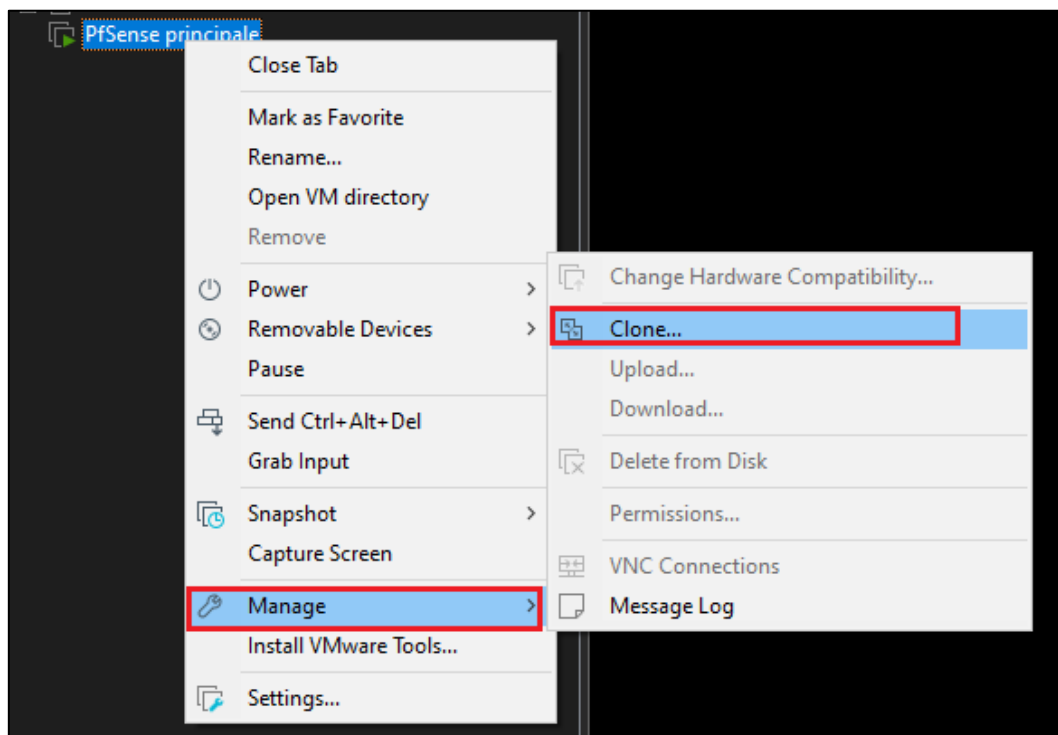 PfSense principale
Close Tab
Mark as Favorite
Rename...
Open VM directory
Remove
Power
Removable Devices
Pause
Send Ctrl+Alt+Del
Grab Input
Snapshot
Capture Screen
Manage
Install VMware Tools...
Settings...
Change Hardware Compatibility...
Clone...
Upload...
Download...
Delete from Disk
Permissions...
VNC Connections
Message Log